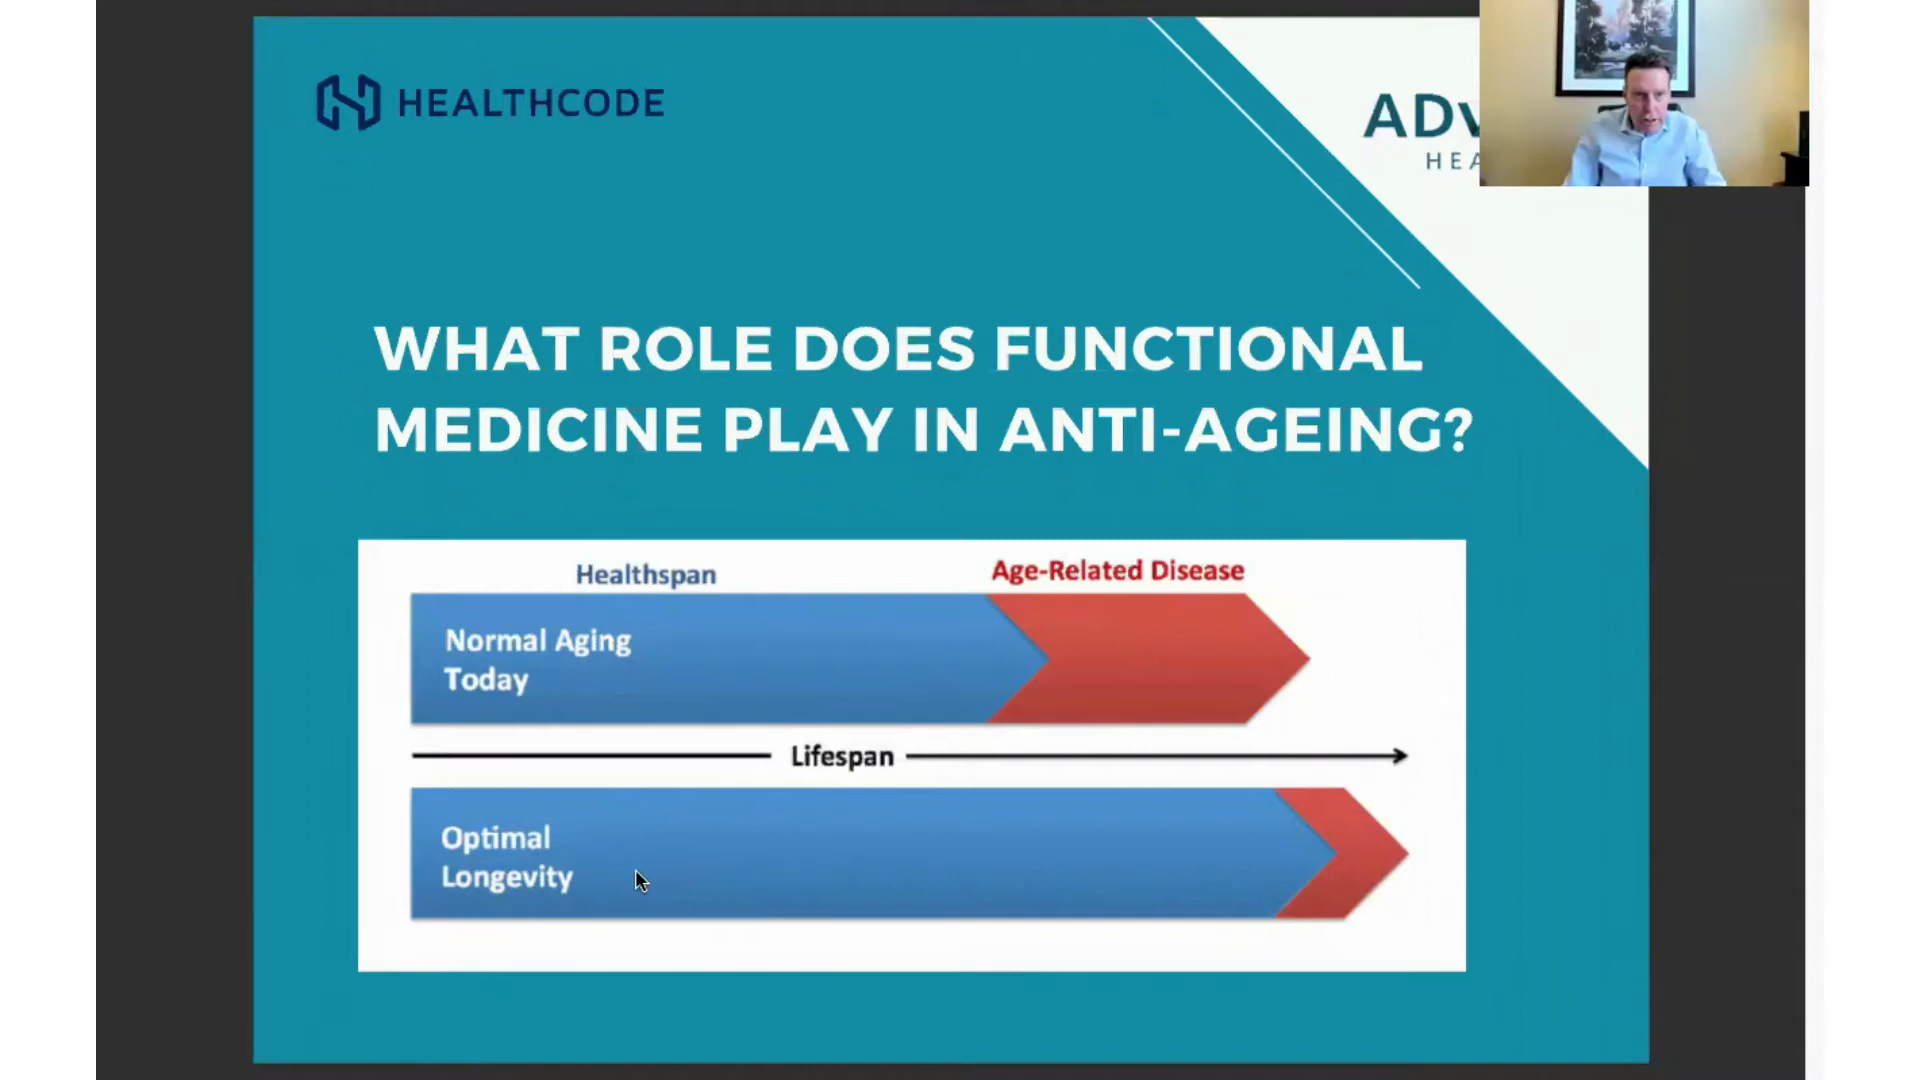 HEALTHCODE
WHAT ROLE DOES FUNCTIONAL
MEDICINE PLAY IN ANTI-AGEING?
Healthspan
Age-Related Disease
Normal Aging
Today
Lifespan
Optimal
Longevity